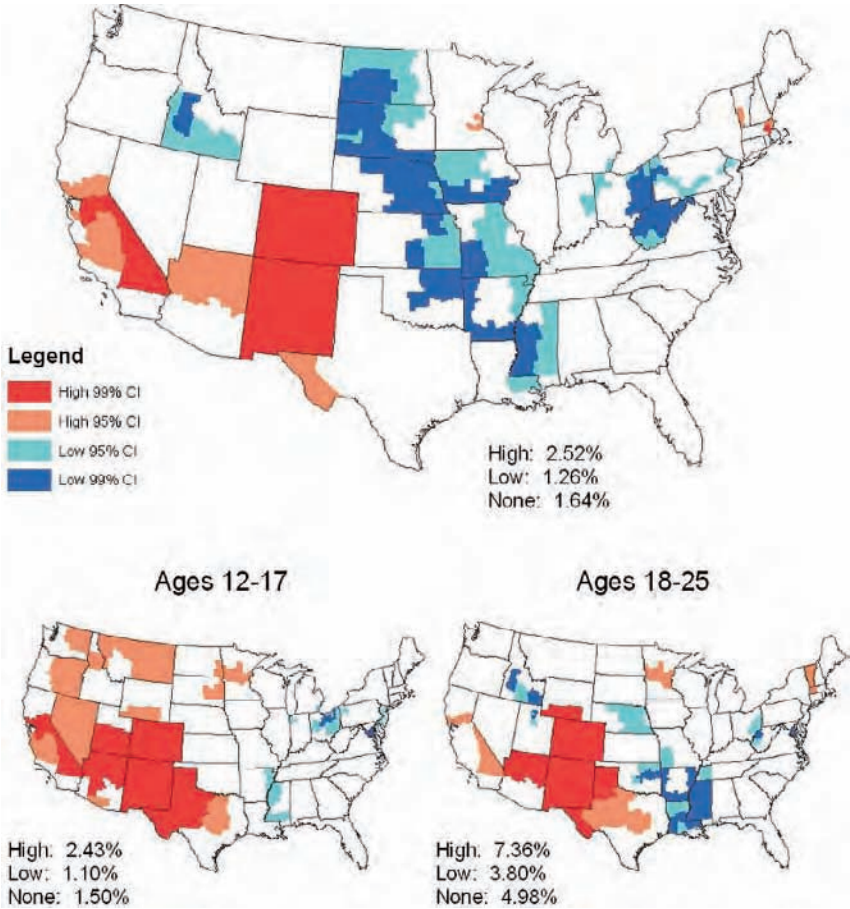 Legend
High 99% CI
High 95% CI
Low 95% CI
Low 99% CI
High: 2.52%
Low: 1.26%
None: 1.64%
Ages 12-17
Ages 18-25
High: 2.43%
Low: 1.10%
None: 1.50%
High: 7.36%
Low: 3.80%
None: 4.98%